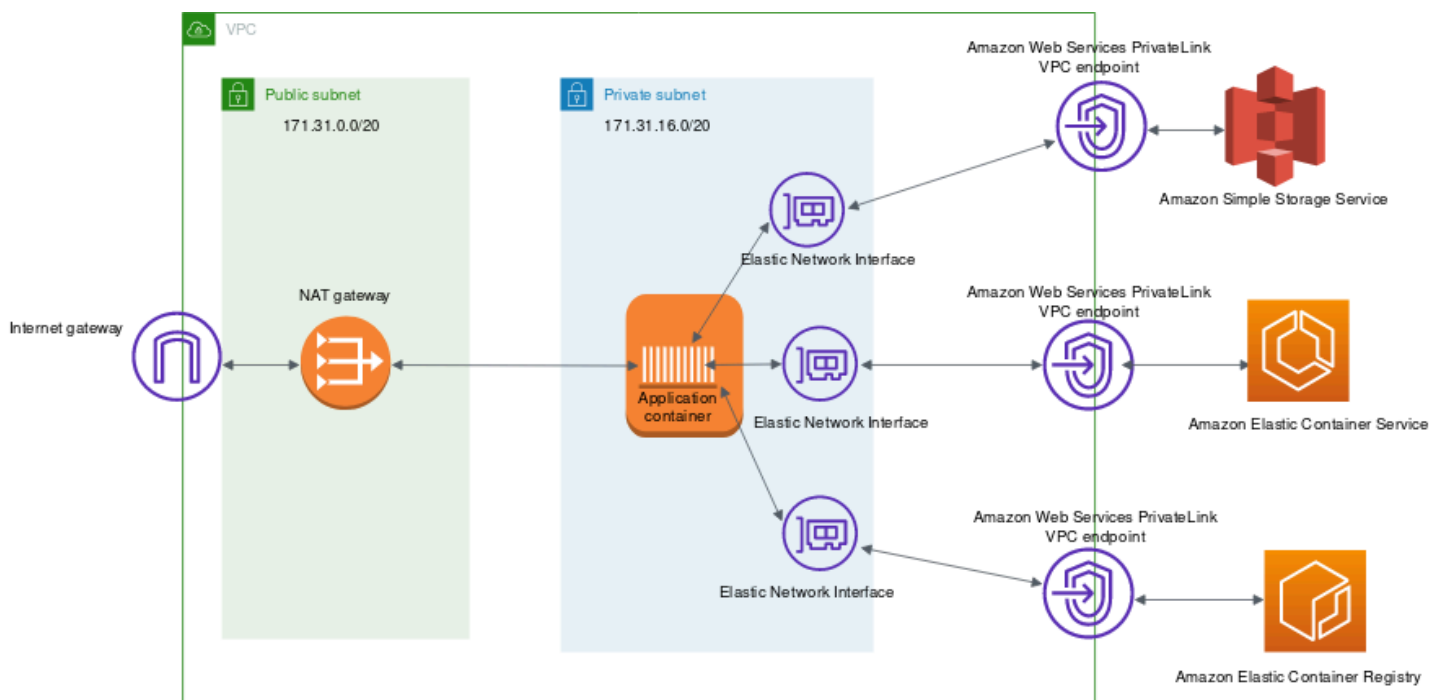 VPC
Public subnet
171.31.0.0/20
Private subnet
171.31.16.0/20
Amazon Web Services PrivateLink
VPC endpoint
Amazon Simple Storage Service
Elastic Network Interface
Internet gateway
NAT gateway
Application
container
Elastic Network Interface
Amazon Web Services PrivateLink
VPC endpoint
Amazon Elastic Container Service
Elastic Network Interface
Amazon Web Services PrivateLink
VPC endpoint
Amazon Elastic Container Registry